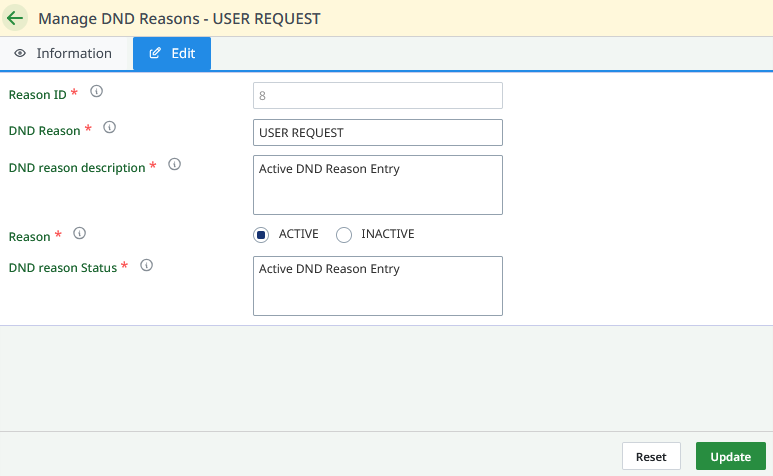 Manage DND Reasons - USER REQUEST
Information Edit
Reason ID * 8
DND Reason * USER REQUEST
DND reason description * Active DND Reason Entry
Reason * ACTIVE INACTIVE
DND reason Status * Active DND Reason Entry
Reset Update